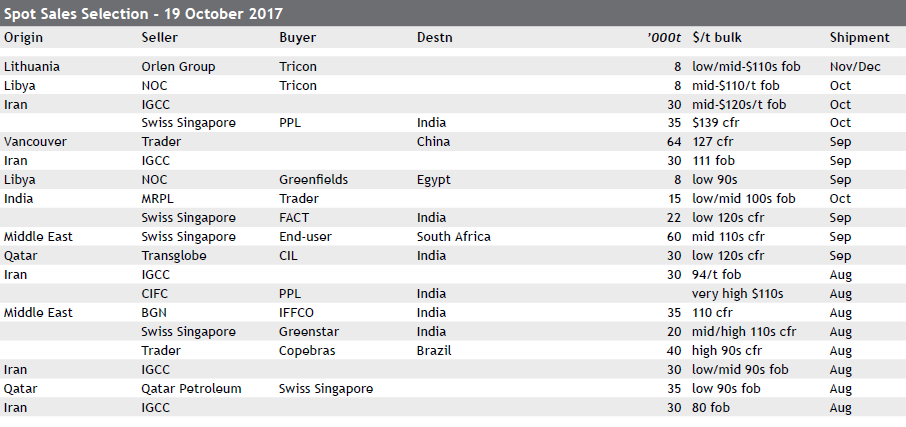 Spot Sales Selection - 19 October 2017
Origin Seller Buyer Destn '000t $/t bulk Shipment
Lithuania Orlen Group Tricon 8 low/mid-$110s fob Nov/Dec
Libya NOC Tricon 8 mid-$110/t fob Oct
Iran IGCC 30 mid-$120s/t fob Oct
Swiss Singapore PPL India 35 $139 cfr Oct
Vancouver Trader China 64 127 cfr Sep
Iran IGCC 30 111 fob Sep
Libya NOC Greenfields Egypt 8 low 90s Sep
India MRPL Trader 15 low/mid 100s fob Oct
Swiss Singapore FACT India 22 low 120s cfr Sep
Middle East Swiss Singapore End-user South Africa 60 mid 110s cfr Sep
Qatar Transglobe CIL India 30 low 120s cfr Sep
Iran IGCC 30 94/t fob Aug
CIFC PPL India very high $110s Aug
Middle East BGN IFFCO India 35 110 cfr Aug
Swiss Singapore Greenstar India 20 mid/high 110s cfr Aug
Trader Copebras Brazil 40 high 90s cfr Aug
Iran IGCC 30 low/mid 90s fob Aug
Qatar Qatar Petroleum Swiss Singapore 35 low 90s fob Aug
Iran IGCC 30 80 fob Aug